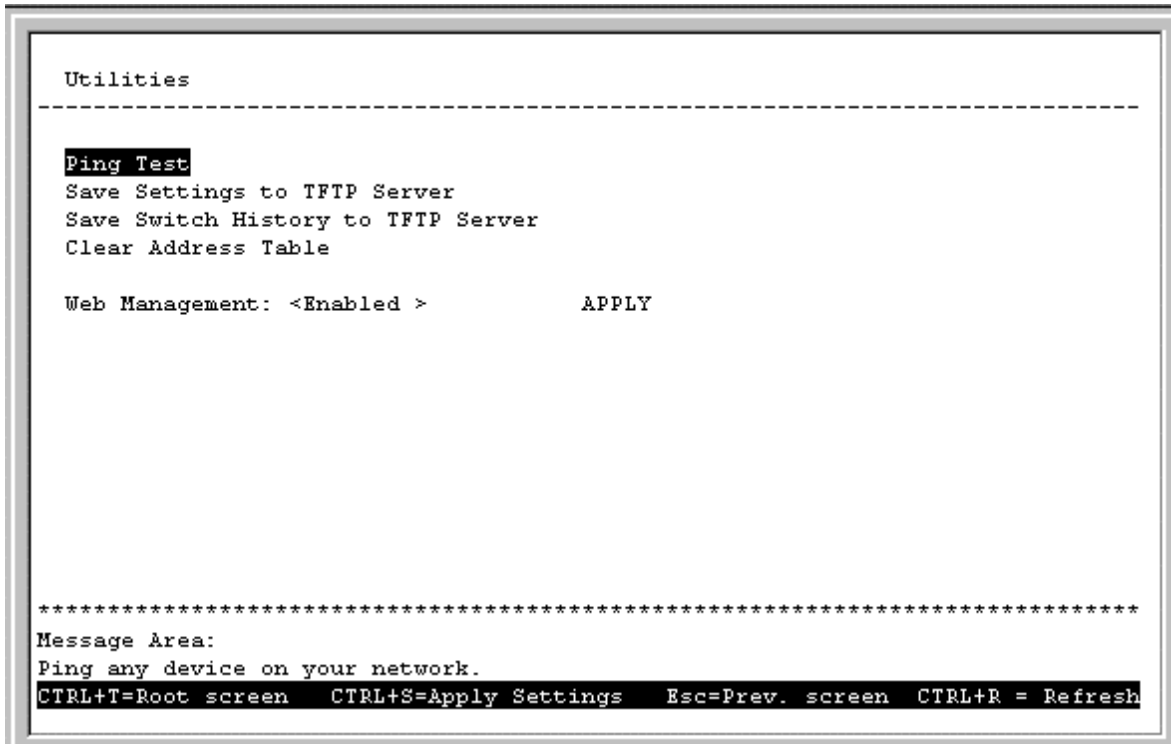 Utilities
-------------------------------------------------------------------------------
Ping Test
Save Settings to TFTP Server
Save Switch History to TFTP Server
Clear Address Table
Web Management: <Enabled > APPLY
*******************************************************************************
Message Area:
Ping any device on your network.
CTRL+T=Root screen CTRL+S=Apply Settings Esc=Prev. screen CTRL+R = Refresh